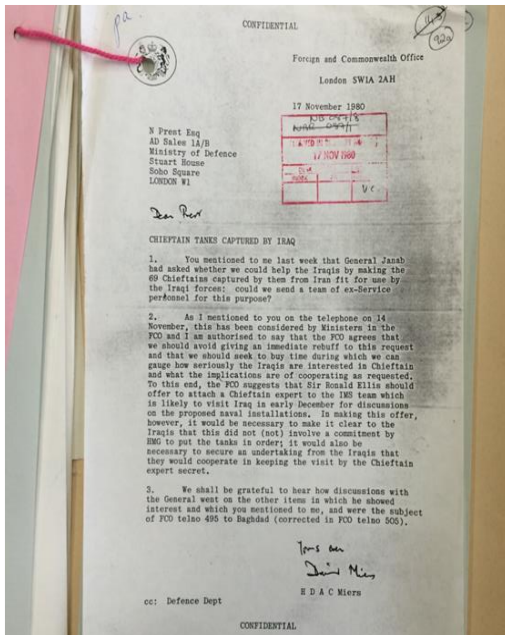 pa.
CONFIDENTIAL
92a
Foreign and Commonwealth Office
London SW1A 2AH
17 November 1980
N Prest Esq
AD Sales 1A/B
Ministry of Defence
Stuart House
Soho Square
LONDON W1
NB 087/8
17 NOV 1980
Dear Prest
CHIEFTAIN TANKS CAPTURED BY IRAQ
1. You mentioned to me last week that General Janab
had asked whether we could help the Iraqis by making the
69 Chieftains captured by them from Iran fit for use by
the Iraqi forces: could we send a team of ex-Service
personnel for this purpose?
2. As I mentioned to you on the telephone on 14
November, this has been considered by Ministers in the
FCO and I am authorised to say that the FCO agrees that
we should avoid giving an immediate rebuff to this request
and that we should seek to buy time during which we can
gauge how seriously the Iraqis are interested in Chieftain
and what the implications are of cooperating as requested.
To this end, the FCO suggests that Sir Ronald Ellis should
offer to attach a Chieftain expert to the IMS team which
is likely to visit Iraq in early December for discussions
on the proposed naval installations. In making this offer,
however, it would be necessary to make it clear to the
Iraqis that this did not (not) involve a commitment by
HMG to put the tanks in order; it would also be
necessary to secure an undertaking from the Iraqis that
they would cooperate in keeping the visit by the Chieftain
expert secret.
3. We shall be grateful to hear how discussions with
the General went on the other items in which he showed
interest and which you mentioned to me, and were the subject
of FCO telno 495 to Baghdad (corrected in FCO telno 505).
Yours ever
David Miers
H D A C Miers
cc: Defence Dept
CONFIDENTIAL